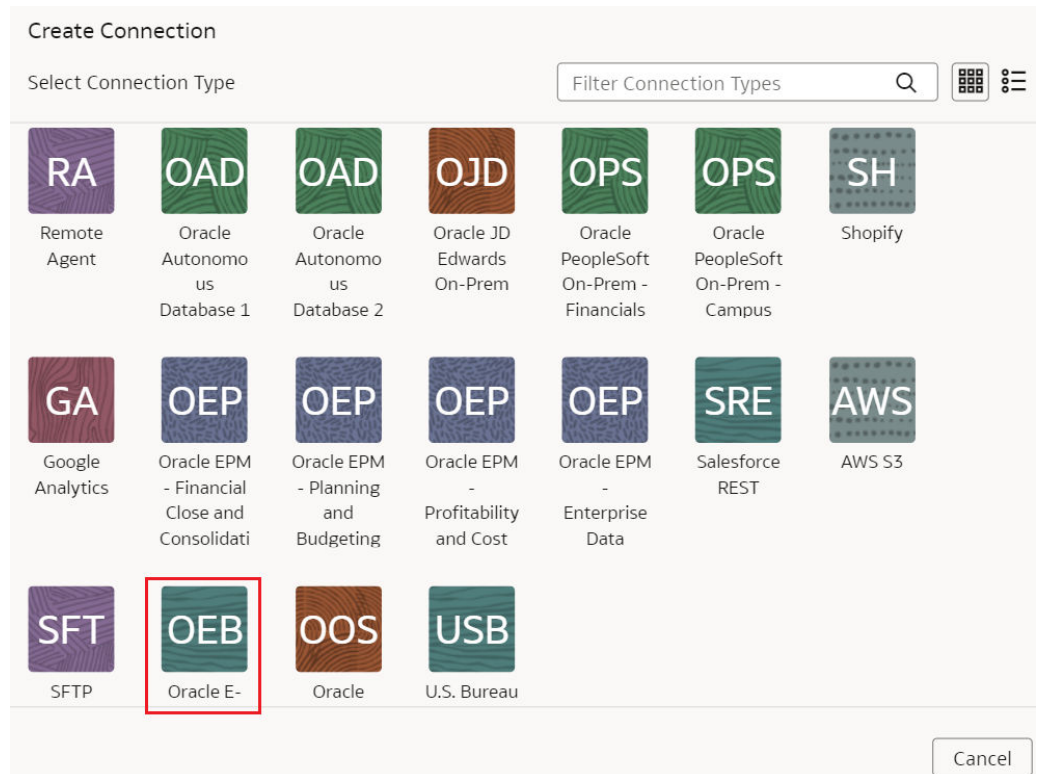 Create Connection
Select Connection Type
Filter Connection Types
RA
OAD
OAD
OJD
OPS
OPS
SH
Remote
Agent
Oracle
Autonomo
us
Database 1
Oracle
Autonomo
us
Database 2
Oracle JD
Edwards
On-Prem
Oracle
PeopleSoft
On-Prem -
Financials
Oracle
PeopleSoft
On-Prem -
Campus
Shopify
GA
OEP
OEP
OEP
OEP
SRE
AWS
Google
Analytics
Oracle EPM
- Financial
Close and
Consolidati
Oracle EPM
- Planning
and
Budgeting
Oracle EPM
-
Profitability
and Cost
Oracle EPM
-
Enterprise
Data
Salesforce
REST
AWS S3
SFT
OEB
OOS
USB
SFTP
Oracle E-
Oracle
U.S. Bureau
Cancel